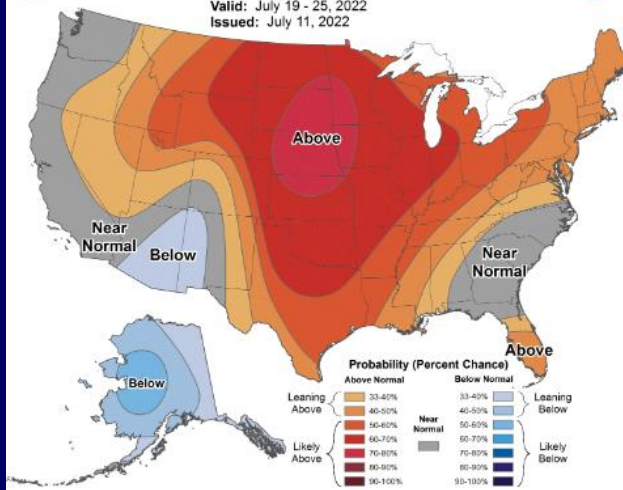 Valid: July 19 - 25, 2022
Issued: July 11, 2022
Above
Near
Normal
Below
Near
Normal
Above
Below
Probability (Percent Chance)
Above Normal
Below Normal
Leaning
Above
33-40%
40-50%
Likely
Above
50-60%
60-70%
70-80%
80-90%
90-100%
Near
Normal
33-40%
40-50%
Leaning
Below
50-60%
60-70%
70-80%
80-90%
90-100%
Likely
Below